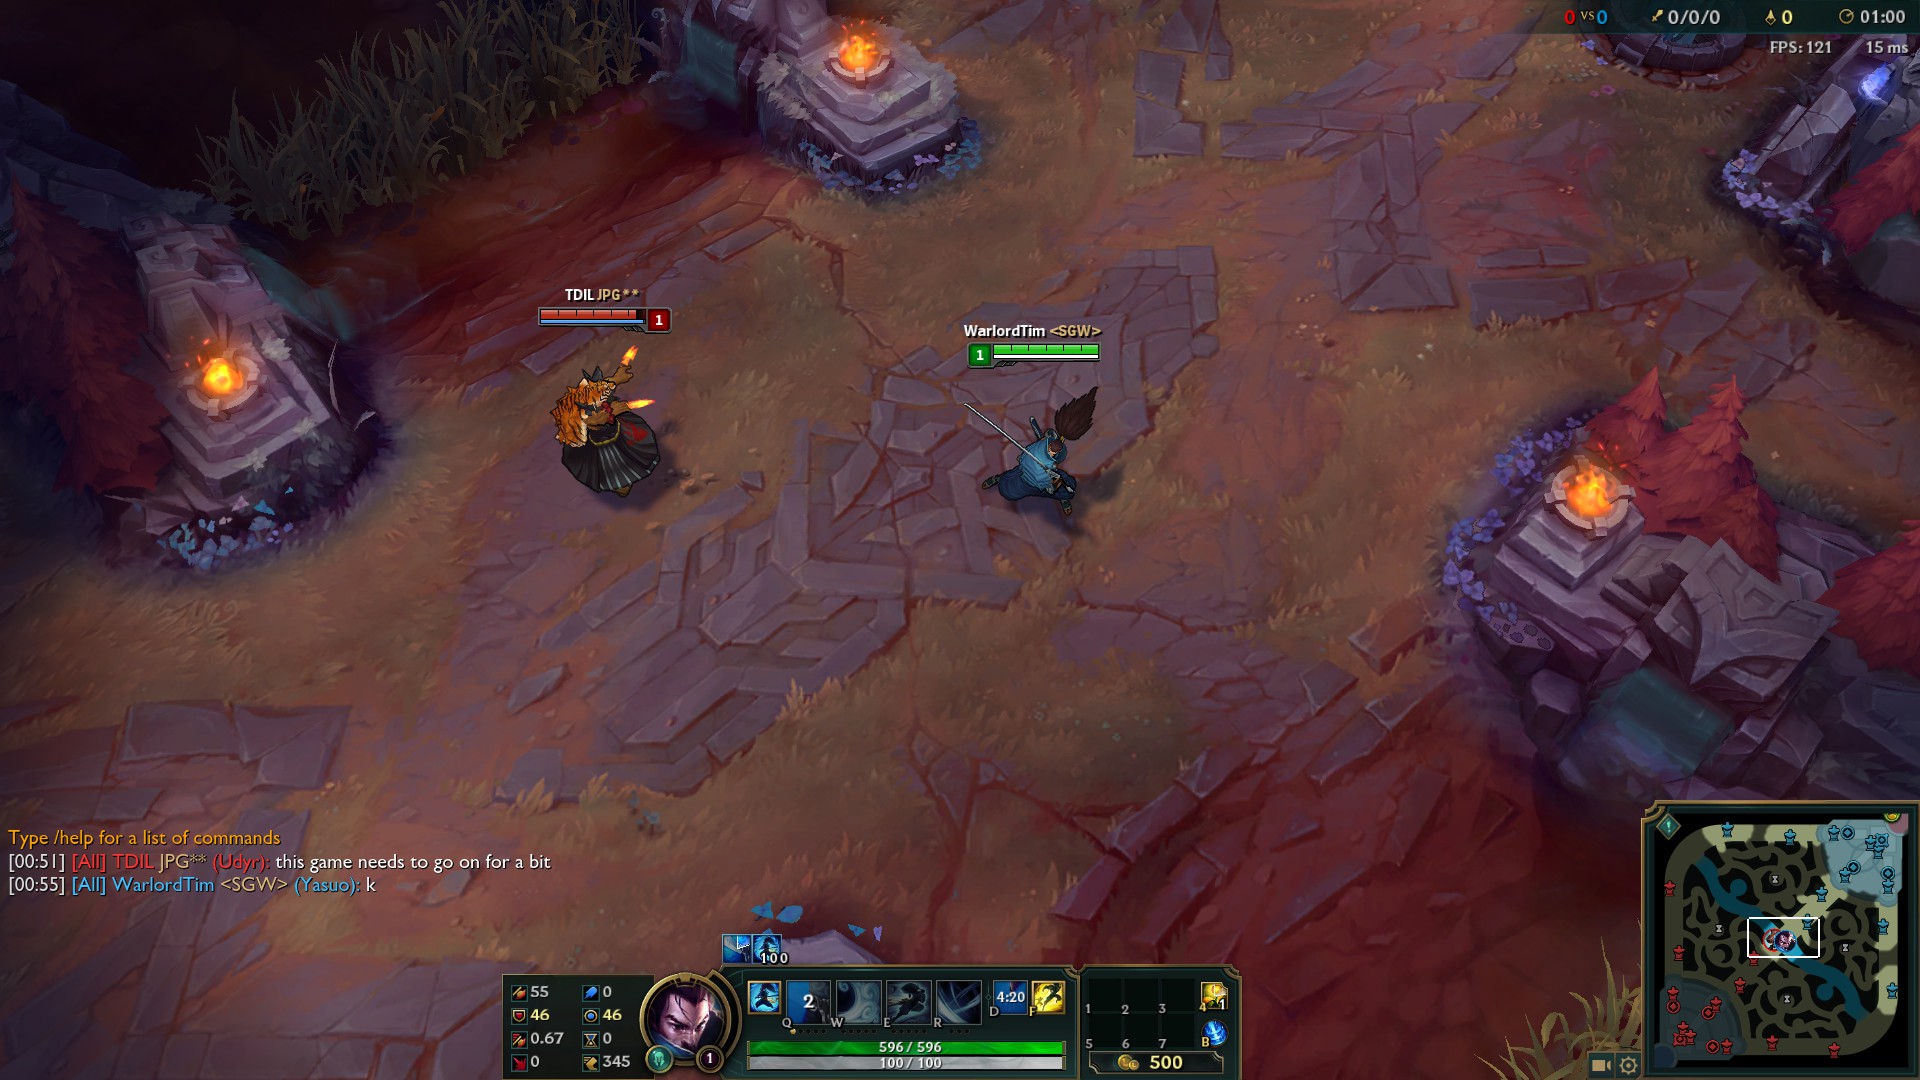 0 VS 0 0/0/0 0 01:00
FPS: 121 15 ms
TDIL JPG**
1
WarlordTim <SGW>
1
Type /help for a list of commands
[00:51] [All] TDIL JPG** (Udyr): this game needs to go on for a bit
[00:55] [All] WarlordTim <SGW> (Yasuo): k
100
55 0
46 46
0.67 0
0 345
1
2 4:20
Q W E R D F
596 / 596
100 / 100
1 2 3 4 1
5 6 7 B
500